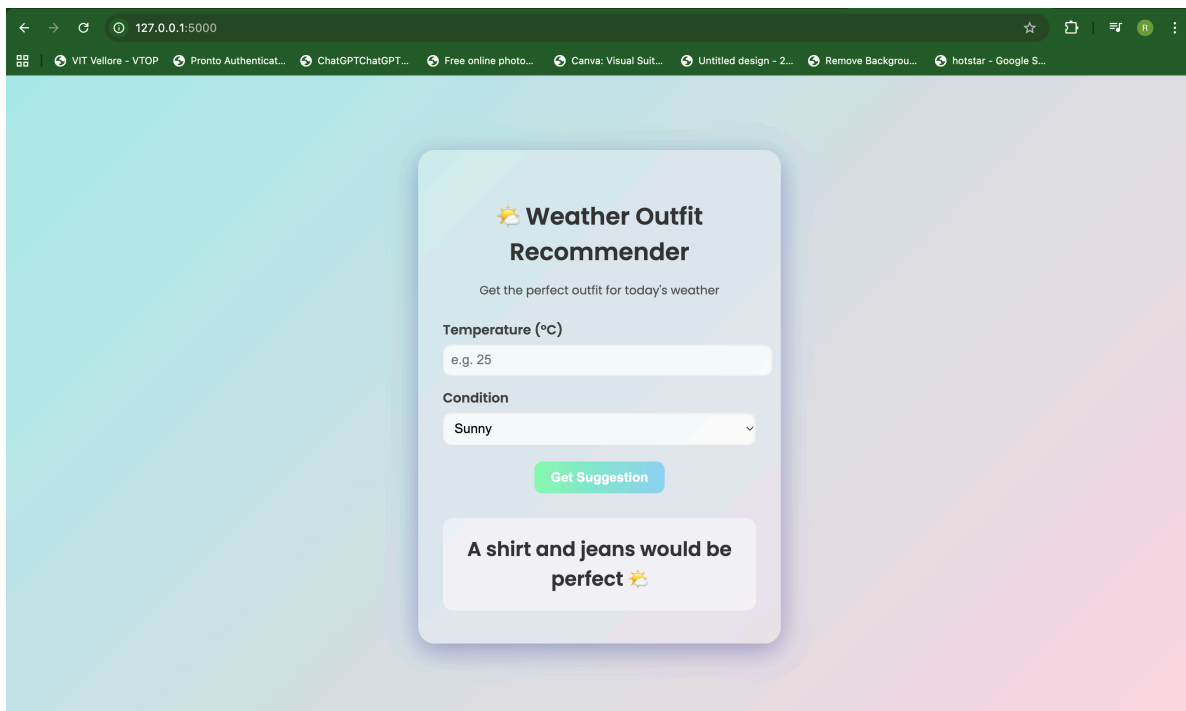 127.0.0.1:5000
VIT Vellore - VTOP Pronto Authenticat... ChatGPTChatGPT... Free online photo... Canva: Visual Suit... Untitled design - 2... Remove Backgrou... hotstar - Google S...
🌤️ Weather Outfit
Recommender
Get the perfect outfit for today's weather
Temperature (°C)
e.g. 25
Condition
Sunny
Get Suggestion
A shirt and jeans would be
perfect 🌤️